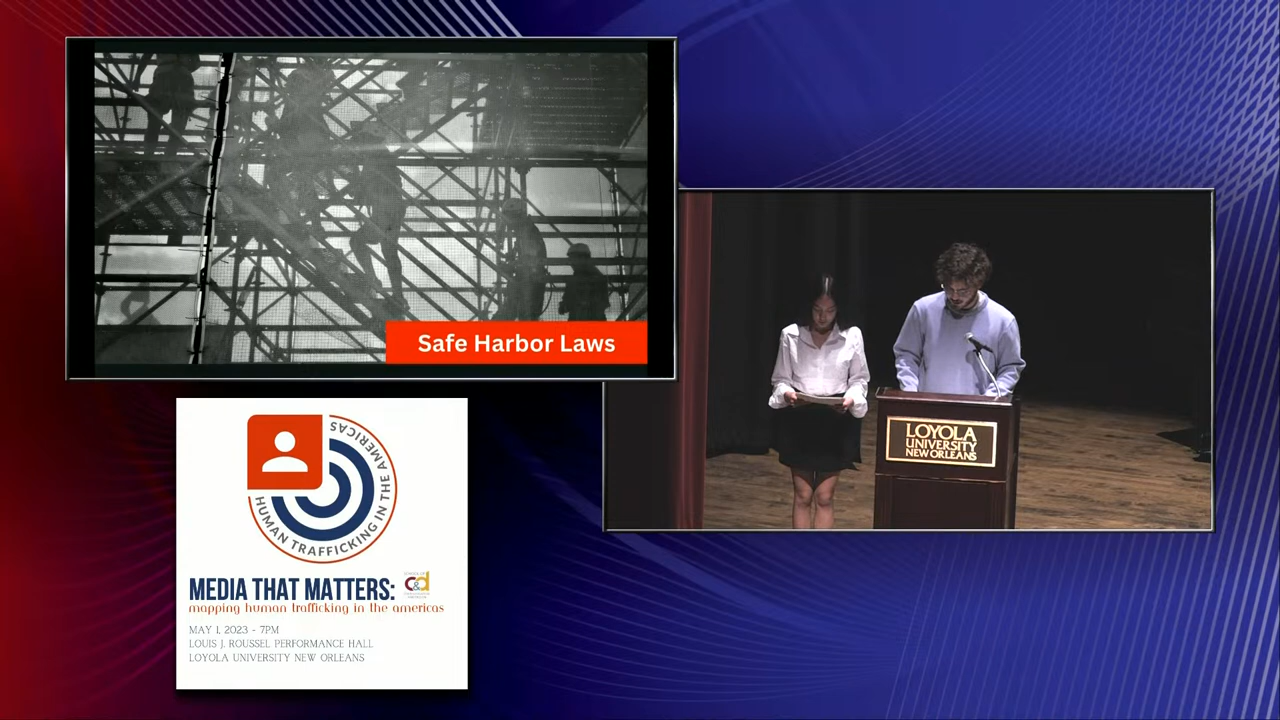 Safe Harbor Laws
LOYOLA
UNIVERSITY
NEW ORLEANS
HUMAN TRAFFICKING IN THE AMERICAS
MEDIA THAT MATTERS:
c&d
mapping human trafficking in the americas
MAY 1, 2023 - 7PM
LOUIS J. ROUSSEL PERFORMANCE HALL
LOYOLA UNIVERSITY NEW ORLEANS